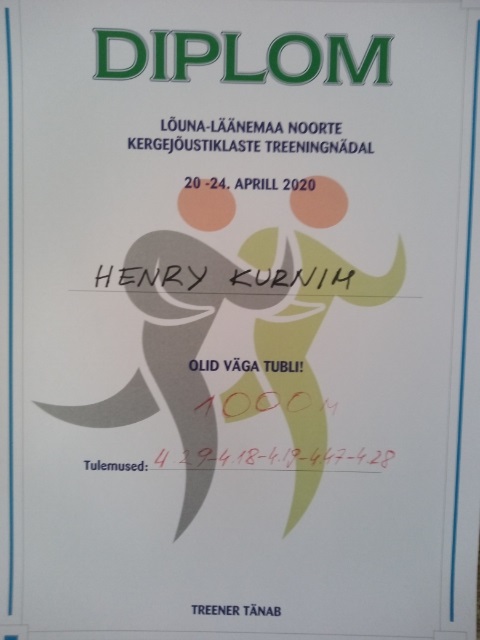 DIPLOM
LÕUNA-LÄÄNEMAA NOORTE
KERGEJÕUSTIKLASTE TREENINGNÄDAL
20 -24. APRILL 2020
HENRY KURNIM
OLID VÄGA TUBLI!
1000M
Tulemused: 4.29-4.18-4.19-4.47-4.28
TREENER TÄNAB